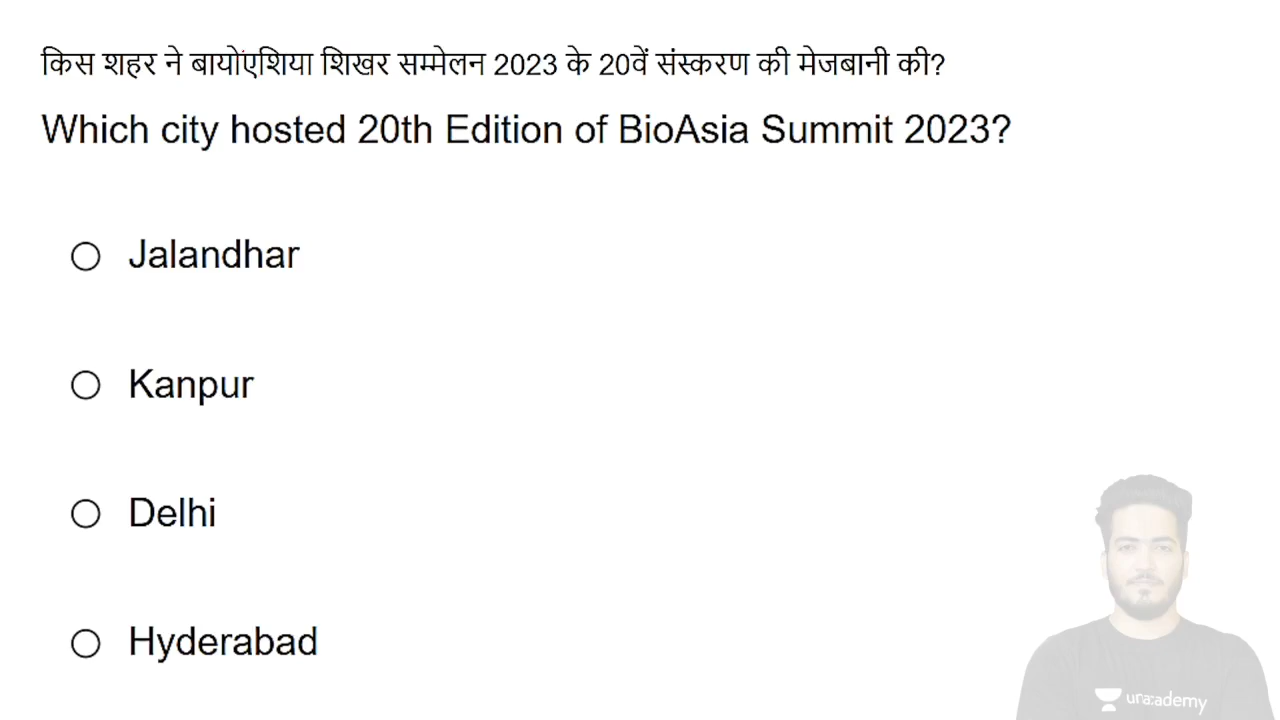 किस शहर ने बायोएशिया शिखर सम्मेलन 2023 के 20वें संस्करण की मेजबानी की?
Which city hosted 20th Edition of BioAsia Summit 2023?
Jalandhar
Kanpur
Delhi
Hyderabad
unacademy